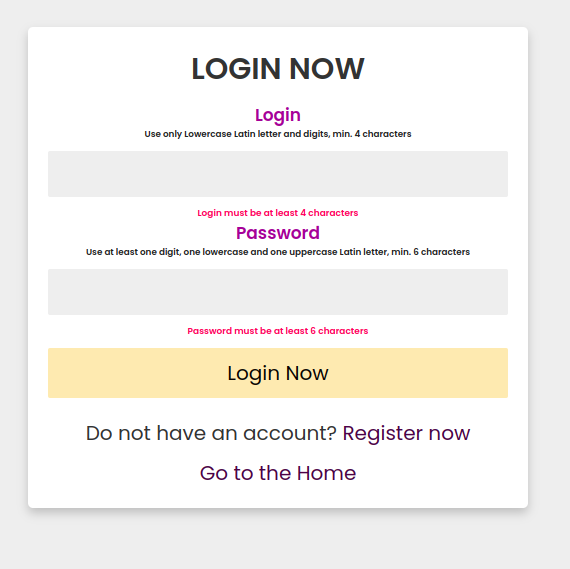 LOGIN NOW
Login
Use only Lowercase Latin letter and digits, min. 4 characters
Login must be at least 4 characters
Password
Use at least one digit, one lowercase and one uppercase Latin letter, min. 6 characters
Password must be at least 6 characters
Login Now
Do not have an account? Register now
Go to the Home